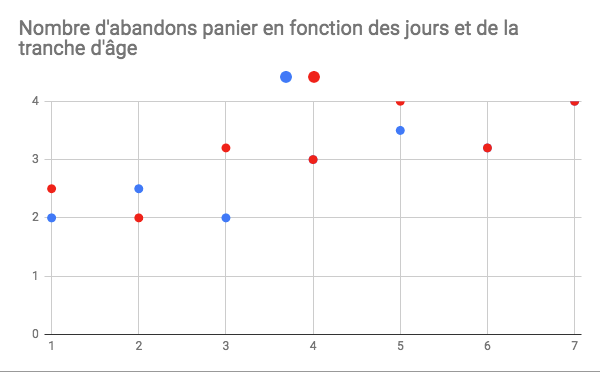 Nombre d'abandons panier en fonction des jours et de la
tranche d'âge
4
3
2
1
0
1 2 3 4 5 6 7